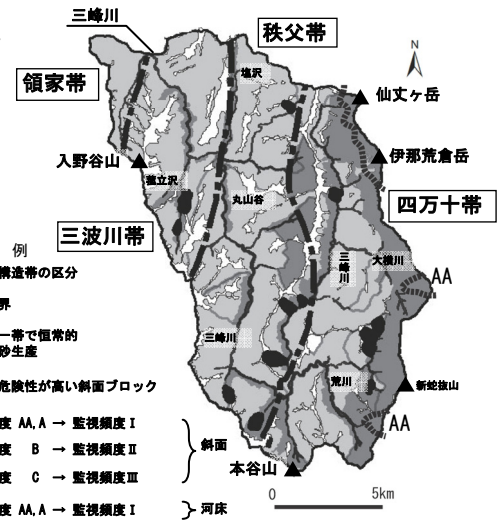 三峰川
秩父帯
N
領家帯
塩沢
仙丈ヶ岳
入野谷山
伊那荒倉岳
丸山谷
四万十帯
三波川帯
三峰川
大横川
AA
例
構造帯の区分
界
一帯で恒常的
砂生産
三峰川
危険性が高い斜面ブロック
荒川
新蛇抜山
AA
度 AA, A → 監視頻度Ⅰ
度 B → 監視頻度Ⅱ
斜面
度 C → 監視頻度Ⅲ
本谷山
度 AA, A → 監視頻度Ⅰ
河床
0 5km